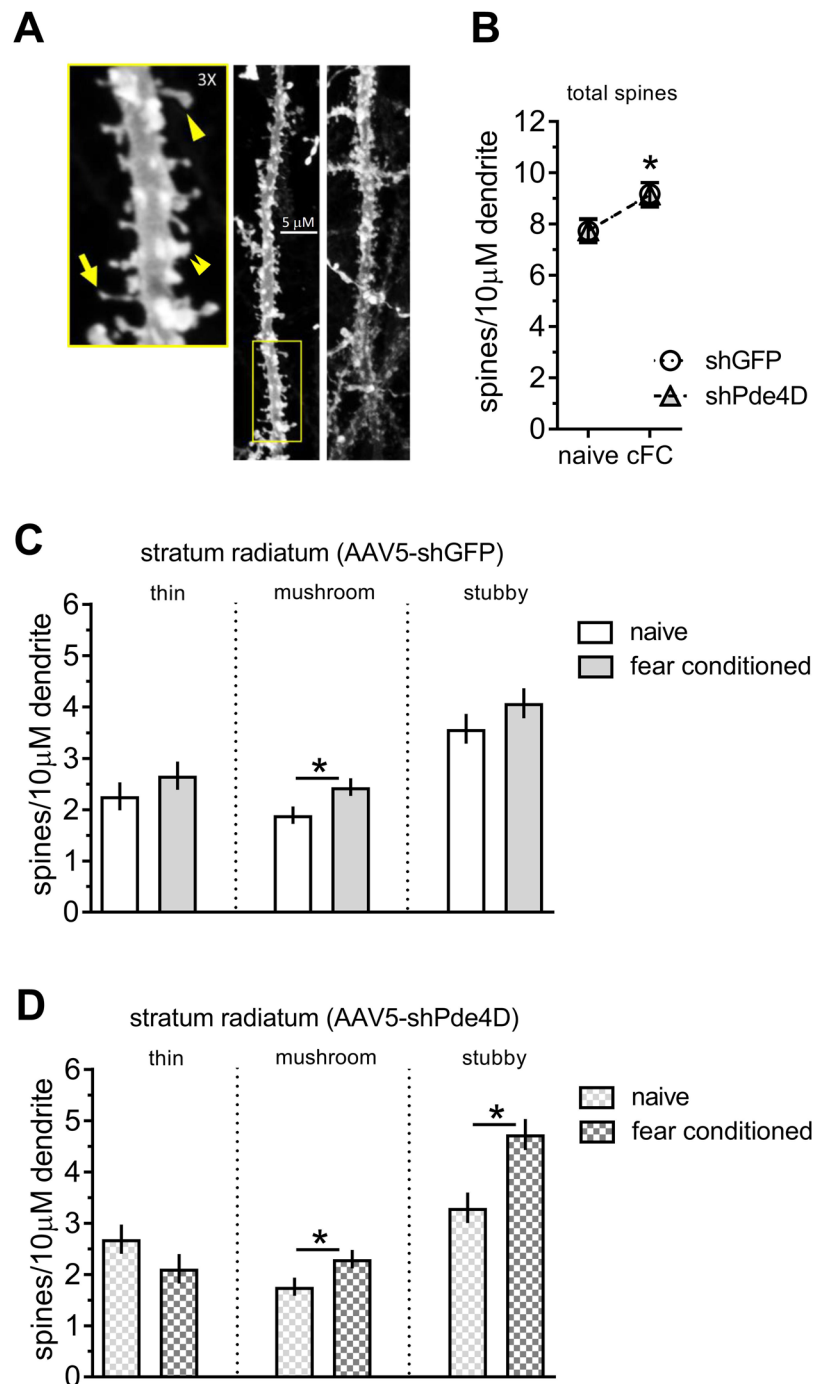 A
3X
5 µM
B
total spines
spines/10µM dendrite
12
10
8
6
4
2
0
*
shGFP
shPde4D
naive cFC
C
stratum radiatum (AAV5-shGFP)
thin mushroom stubby
spines/10µM dendrite
6
5
4
3
2
1
0
*
naive
fear conditioned
D
stratum radiatum (AAV5-shPde4D)
thin mushroom stubby
spines/10µM dendrite
6
5
4
3
2
1
0
*
*
naive
fear conditioned